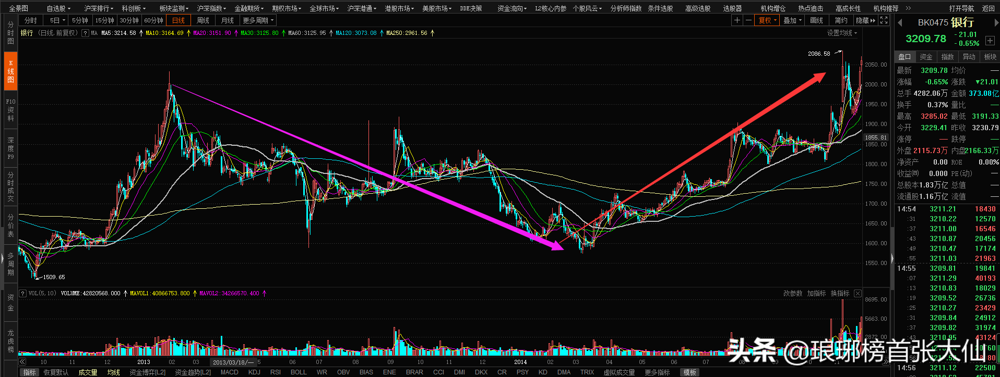 全景图 自选股 沪深排行 科创板 板块监测 沪深指数 金融期货 期权市场 全球市场 沪深港通 港股市场 美股市场 DDE决策 资金流向 L2核心内参 个股风云 分析师指数 条件选股 高级选股 选股器 机构增仓 热点追击 高成长性 机构推荐 >> 打开导航 返回
分时 5日 5分钟 15分钟 30分钟 60分钟 日线 周线 月线 更多周期 + — 复权 叠加 画线 简约 隐藏
银行 (日线,前复权) ? MA MA5:3214.58 ↑ MA10:3164.69 ↑ MA20:3151.90 ↑ MA30:3125.80 ↑ MA60:3125.95 ↑ MA120:3073.08 ↑ MA250:2961.56 ↑ 设置均线
分时图
K线图
F10资料
深度F9
分时成交
分价表
多周期
资金
龙虎榜
2086.58
1509.65
2050.00
2000.00
1950.00
1900.00
1855.81
1850.00
1800.00
1750.00
1700.00
1650.00
1600.00
1550.00
? VOL(5,10) VOLUME:42820568.000 ↑ MAVOL1:40866753.800 ↑ MAVOL2:34266570.400 ↑ 改参数 加指标 换指标
8695.00
5663.00
2872.00
10 11 12 2013 02 03 2013/03/18/一 05 06 07 08 09 10 11 12 2014 02 03 04 05 06 07 08 09 10 11
指标 恢复默认 成交量 均线 资金博弈[L2] 资金趋势[L2] MACD KDJ RSI BOLL WR OBV BIAS ENE BRAR CCI DMI DKX CR PSY KD DMA TRIX 虚拟成交量 更多指标 模板
BK0475 银行
3209.78 -21.01
-0.65%
盘口 资金 指数 异动 板块
最新 3209.78 均价 —
涨幅 -0.65% 涨跌 ▼21.01
总手 4282.06万 金额 373.08亿
换手 0.37% 量比 —
最高 3285.02 最低 3191.33
今开 3229.41 昨收 3230.79
涨停 — 跌停 —
外盘 2115.73万 内盘 2166.33万
净资产 0.00 ROE 0.00%
收益㈣ 0.000 PE(动) —
总股本 1.83万亿 总值 —
流通股 1.16万亿 流值 —
14:54 3211.21 18430
:31 3210.22 12570
:37 3211.00 16546
:43 3210.87 20456
:49 3210.47 17174
:55 3211.03 21963
14:55 3209.81 19841
:07 3211.29 40193
:13 3210.83 18029
:19 3209.52 26736
:25 3210.27 23429
:31 3209.84 24912
:37 3209.82 31974
:43 43124
14:56 3211.12 22500
头条 @琅琊榜首张大仙